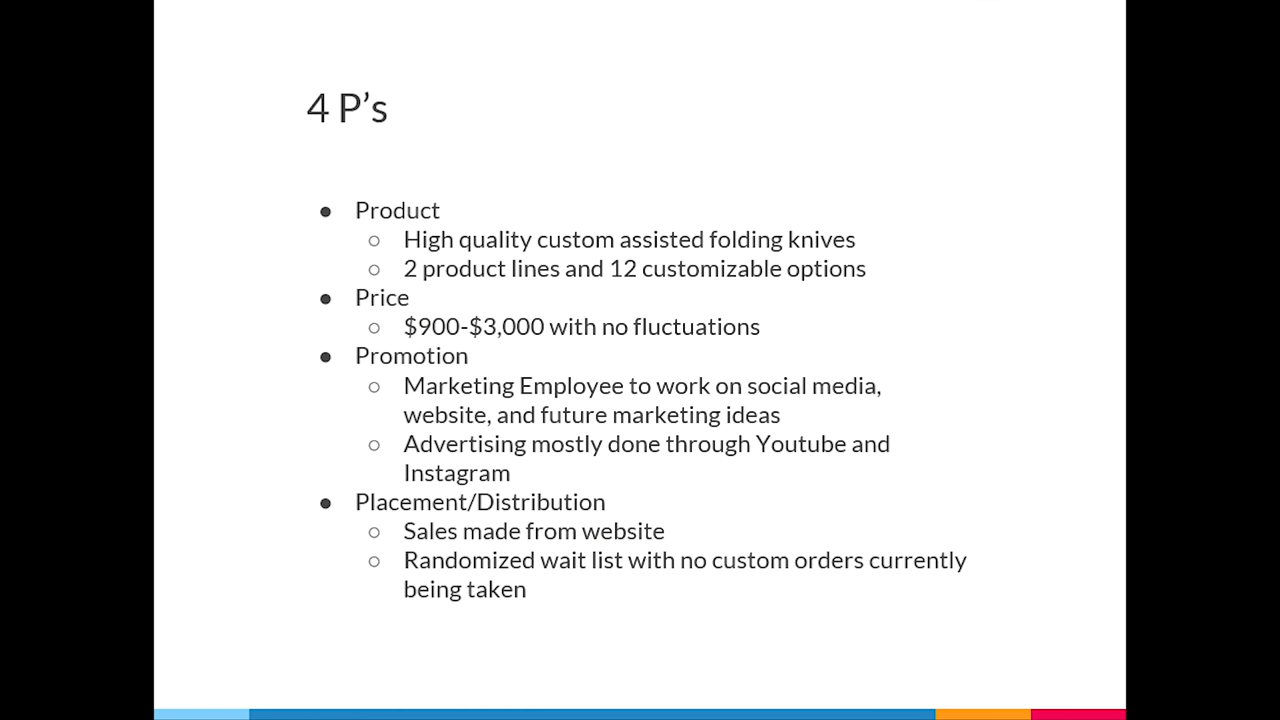 4 P’s
● Product
○ High quality custom assisted folding knives
○ 2 product lines and 12 customizable options
● Price
○ $900-$3,000 with no fluctuations
● Promotion
○ Marketing Employee to work on social media,
website, and future marketing ideas
○ Advertising mostly done through Youtube and
Instagram
● Placement/Distribution
○ Sales made from website
○ Randomized wait list with no custom orders currently
being taken